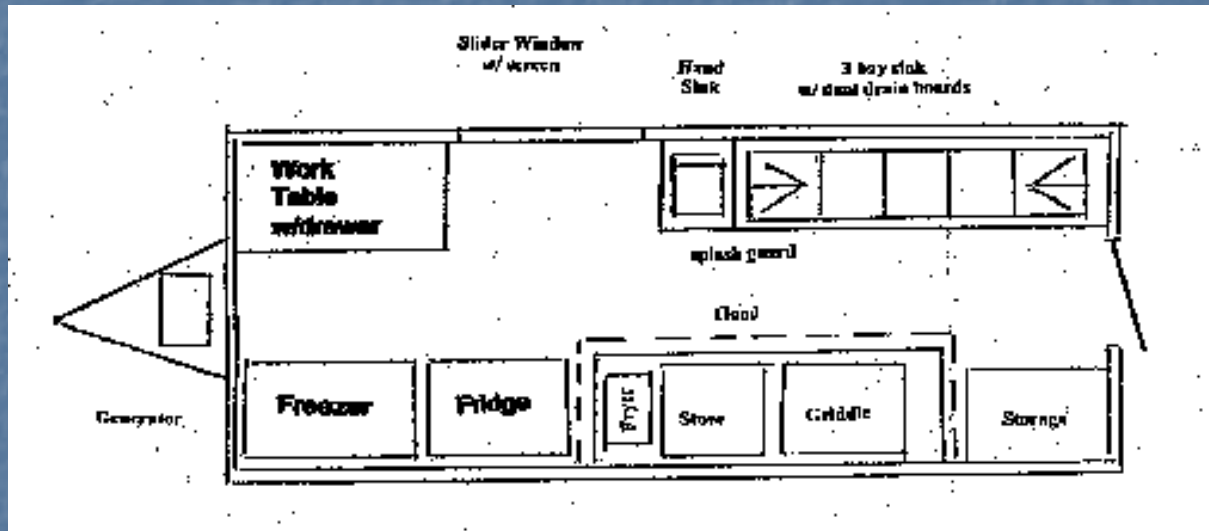 Slider Window
w/ screen
Hand
Sink
3 bay sink
w/ dual drain boards
Work
Table
w/drawer
splash guard
Hood
Generator
Freezer
Fridge
Fryer
Stove
Griddle
Storage